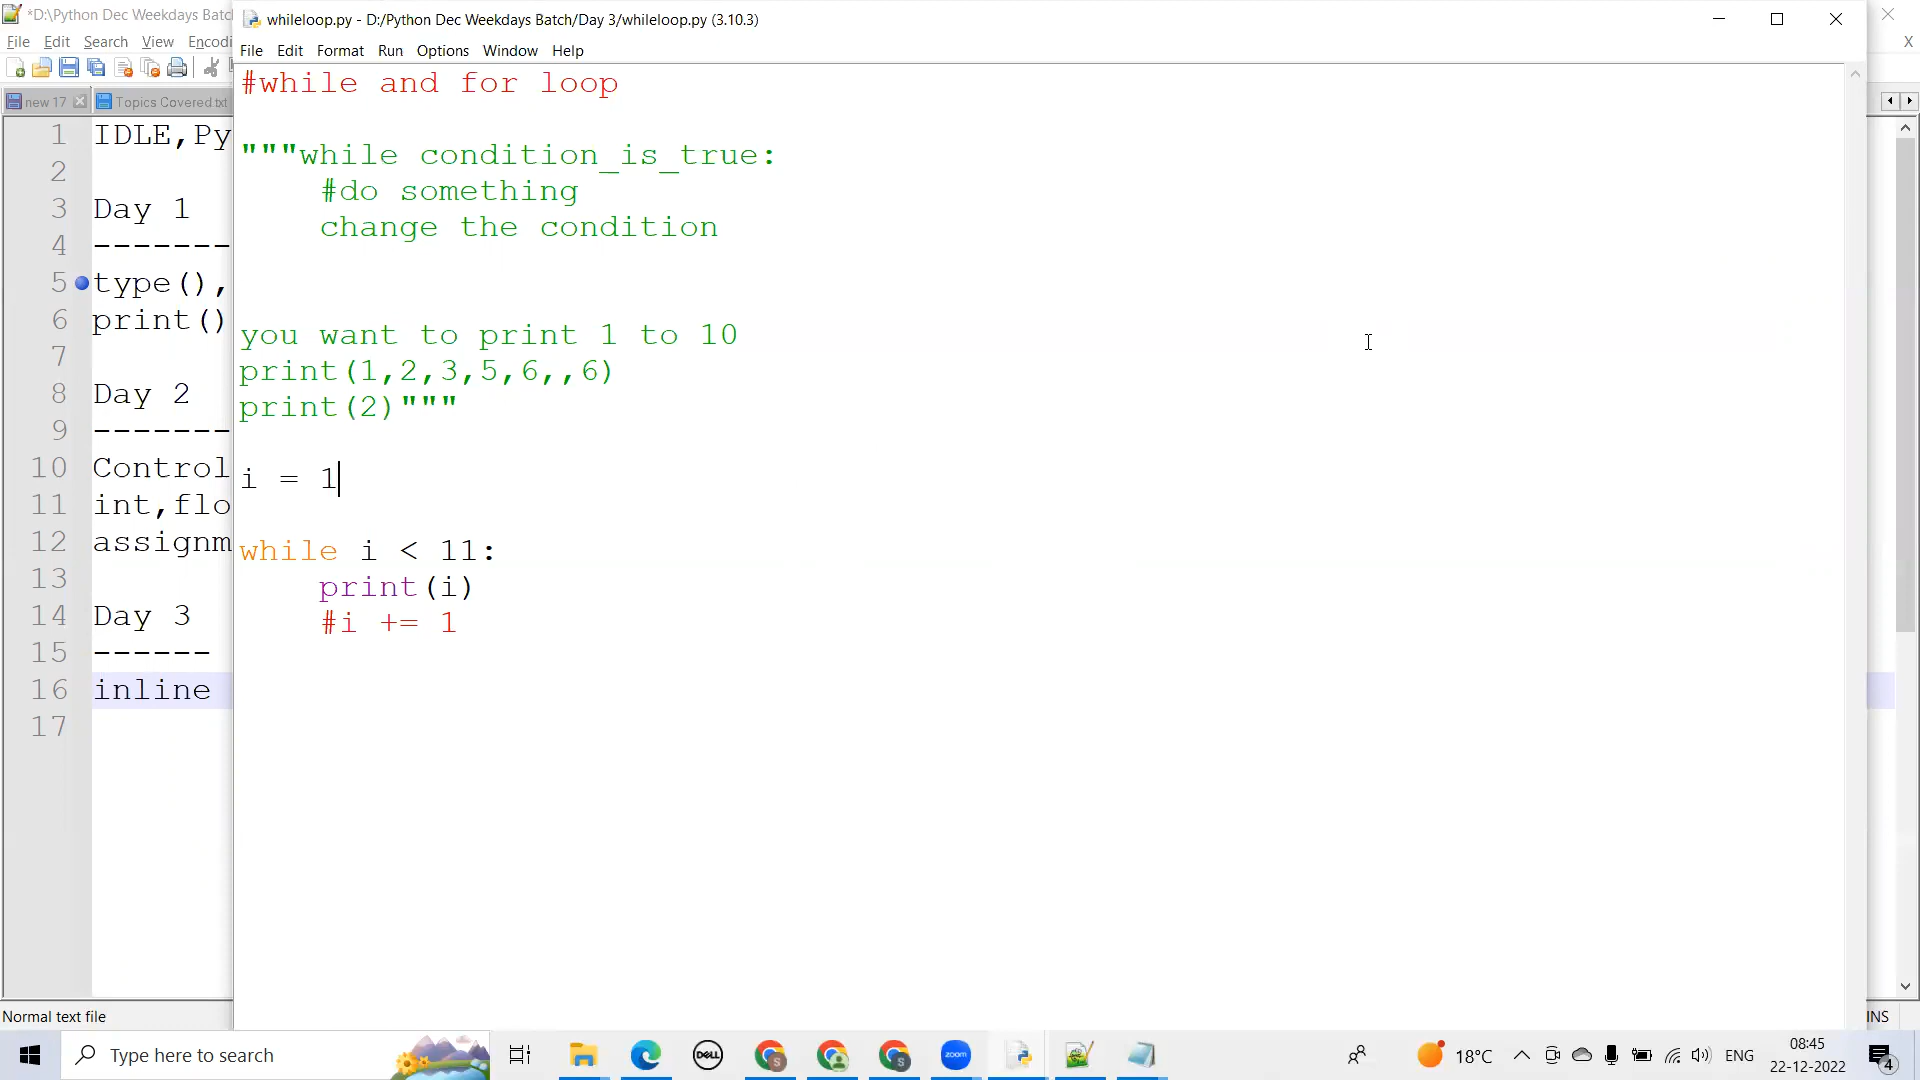 *D:\Python Dec Weekdays Batch
whileloop.py - D:/Python Dec Weekdays Batch/Day 3/whileloop.py (3.10.3)
File Edit Search View Encodi
File Edit Format Run Options Window Help
X
new 17 Topics Covered.txt
1 IDLE,Py
2
3 Day 1
4 -------
5 type(),
6 print()
7
8 Day 2
9 -------
10 Control
11 int,flo
12 assignm
13
14 Day 3
15 ------
16 inline
17
#while and for loop
"""while condition_is_true:
    #do something
    change the condition
you want to print 1 to 10
print(1,2,3,5,6,,6)
print(2)"""
i = 1
while i < 11:
    print(i)
    #i += 1
Normal text file
INS
Type here to search
DELL
S
S
zoom
18°C
ENG
08:45
22-12-2022
4